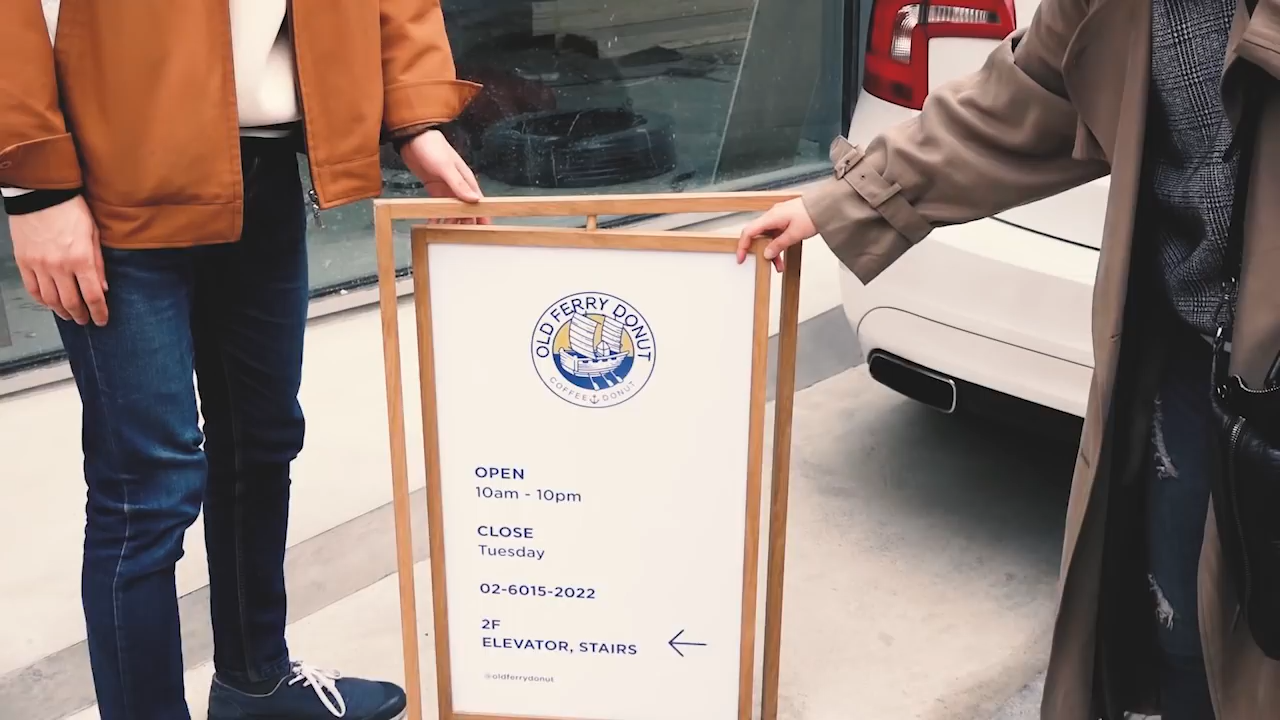 OLD FERRY DONUT
COFFEE DONUT
OPEN
10am - 10pm
CLOSE
Tuesday
02-6015-2022
2F
ELEVATOR, STAIRS
@oldferrydonut